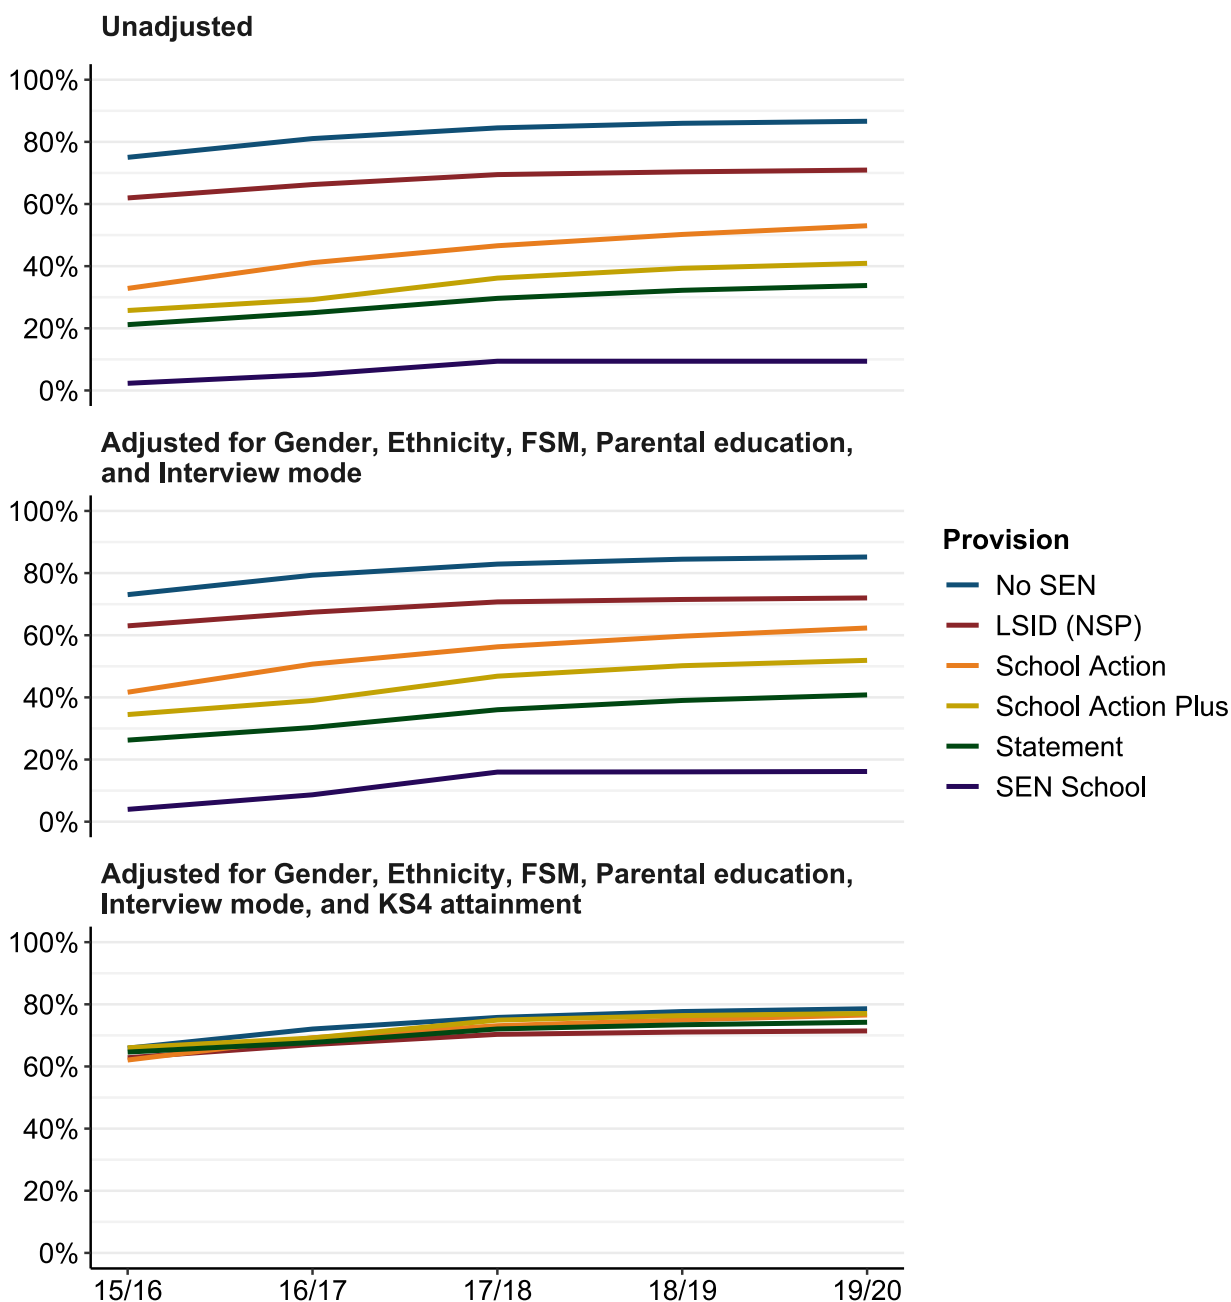 Unadjusted
100%
80%
60%
40%
20%
0%
Adjusted for Gender, Ethnicity, FSM, Parental education,
and Interview mode
100%
80%
60%
40%
20%
0%
Provision
No SEN
LSID (NSP)
School Action
School Action Plus
Statement
SEN School
Adjusted for Gender, Ethnicity, FSM, Parental education,
Interview mode, and KS4 attainment
100%
80%
60%
40%
20%
0%
15/16 16/17 17/18 18/19 19/20